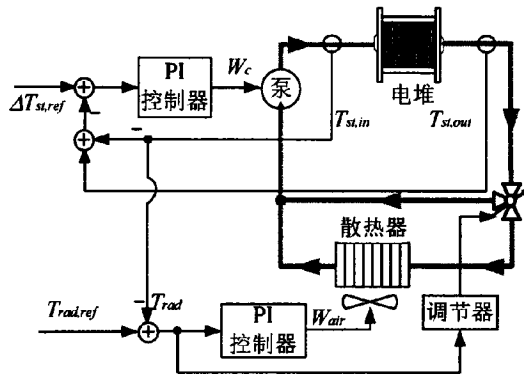 PI
控制器
W_c
泵
电堆
ΔT_st,ref
T_st,in
T_st,out
散热器
T_rad,ref
T_rad
PI
控制器
W_air
调节器